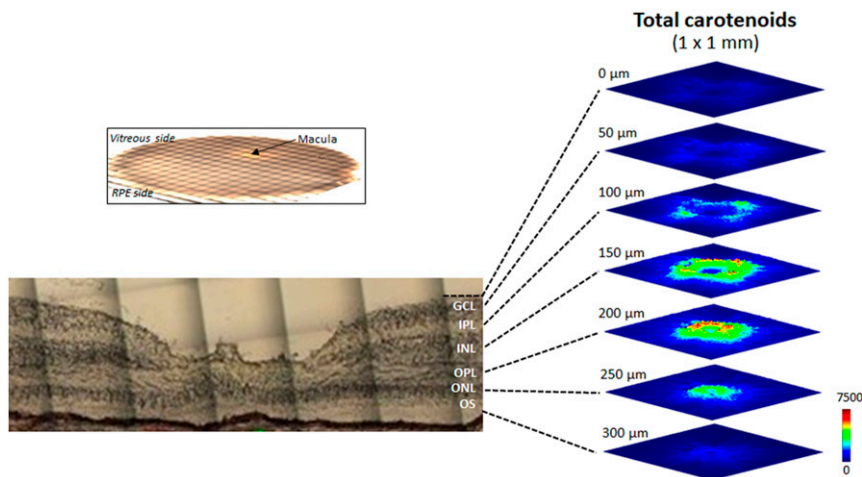 Total carotenoids
(1 x 1 mm)
Vitreous side
Macula
RPE side
0 µm
50 µm
100 µm
150 µm
200 µm
250 µm
300 µm
GCL
IPL
INL
OPL
ONL
OS
7500
0